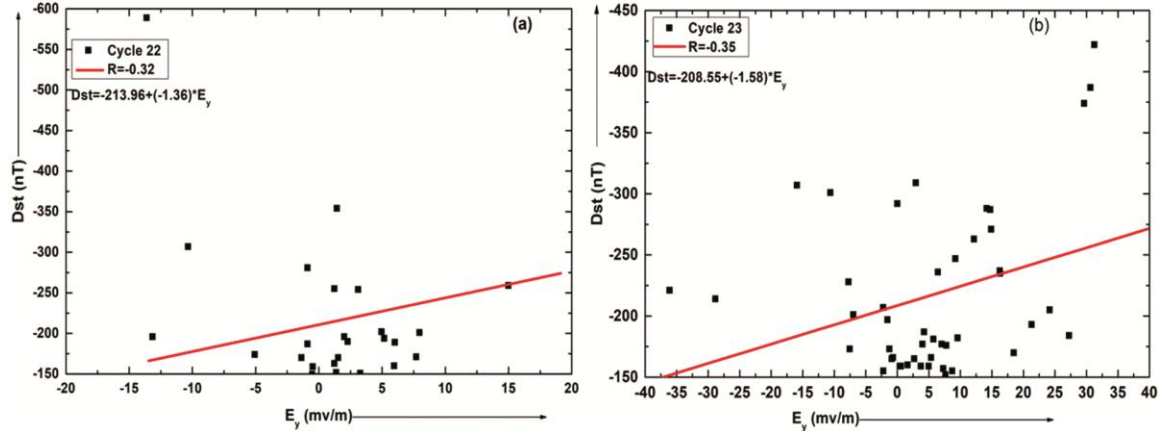 (a)
Cycle 22
R=-0.32
Dst=-213.96+(-1.36)*Ey
Dst (nT)
-600
-550
-500
-450
-400
-350
-300
-250
-200
-150
-20 -15 -10 -5 0 5 10 15 20
Ey (mv/m)
(b)
Cycle 23
R=-0.35
Dst=-208.55+(-1.58)*Ey
Dst (nT)
-450
-400
-350
-300
-250
-200
-150
-40 -35 -30 -25 -20 -15 -10 -5 0 5 10 15 20 25 30 35 40
Ey (mv/m)